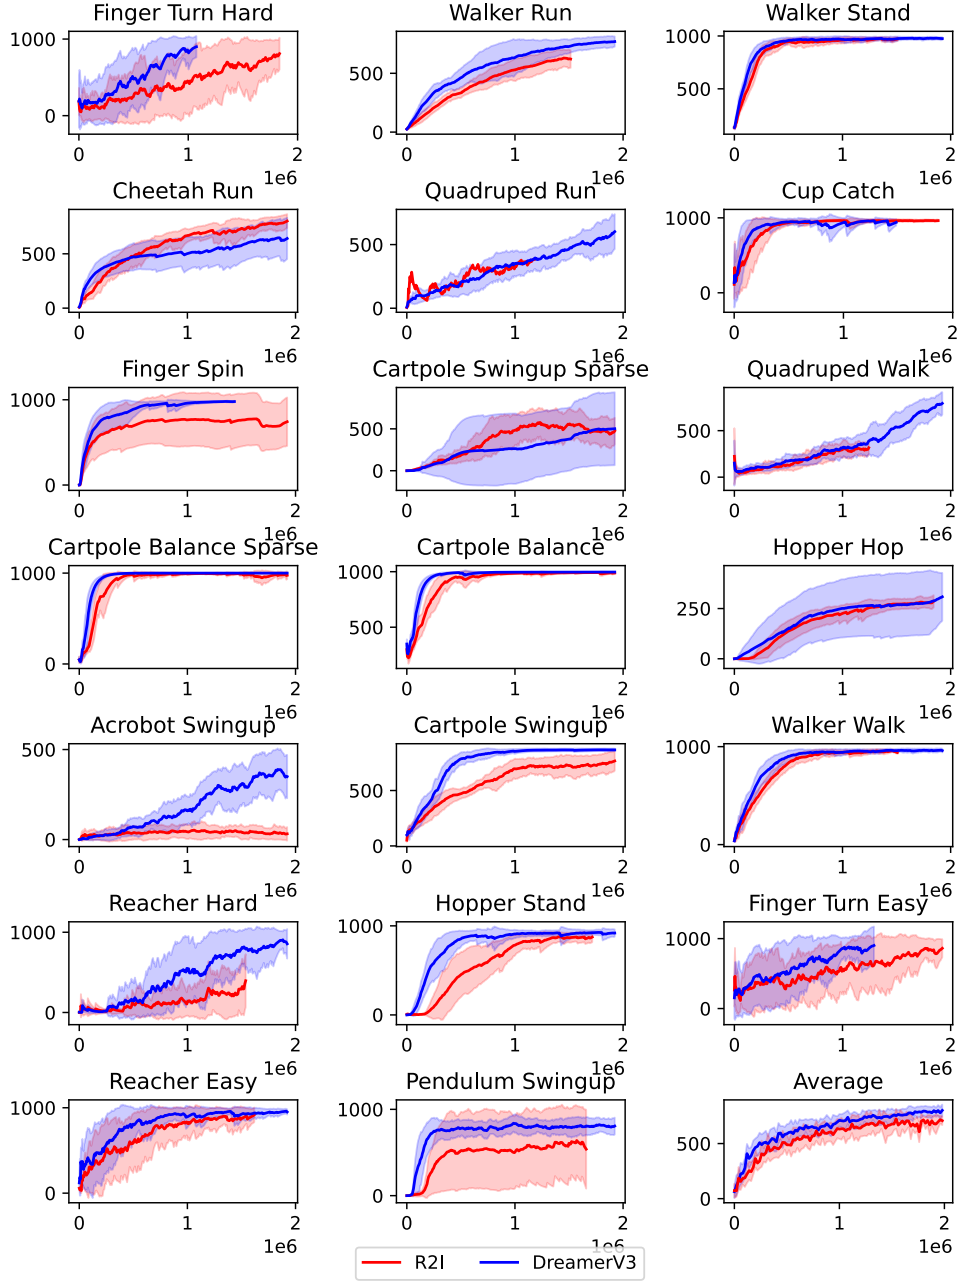 Finger Turn Hard Walker Run Walker Stand
1000 500 1000
0 0 500
0 1 2 0 1 2 0 1 2
1e6 1e6 1e6
Cheetah Run Quadruped Run Cup Catch
500 500 1000
0 0 0
0 1 2 0 1 2 0 1 2
1e6 1e6 1e6
Finger Spin Cartpole Swingup Sparse Quadruped Walk
1000 500 500
0 0 0
0 1 2 0 1 2 0 1 2
1e6 1e6 1e6
Cartpole Balance Sparse Cartpole Balance Hopper Hop
1000 1000 250
0 500 0
0 1 2 0 1 2 0 1 2
1e6 1e6 1e6
Acrobot Swingup Cartpole Swingup Walker Walk
500 500 1000
0 0 0
0 1 2 0 1 2 0 1 2
1e6 1e6 1e6
Reacher Hard Hopper Stand Finger Turn Easy
1000 1000 1000
0 0 0
0 1 2 0 1 2 0 1 2
1e6 1e6 1e6
Reacher Easy Pendulum Swingup Average
1000 1000 500
0 0 0
0 1 2 0 1 2 0 1 2
1e6 1e6 1e6
R2I DreamerV3